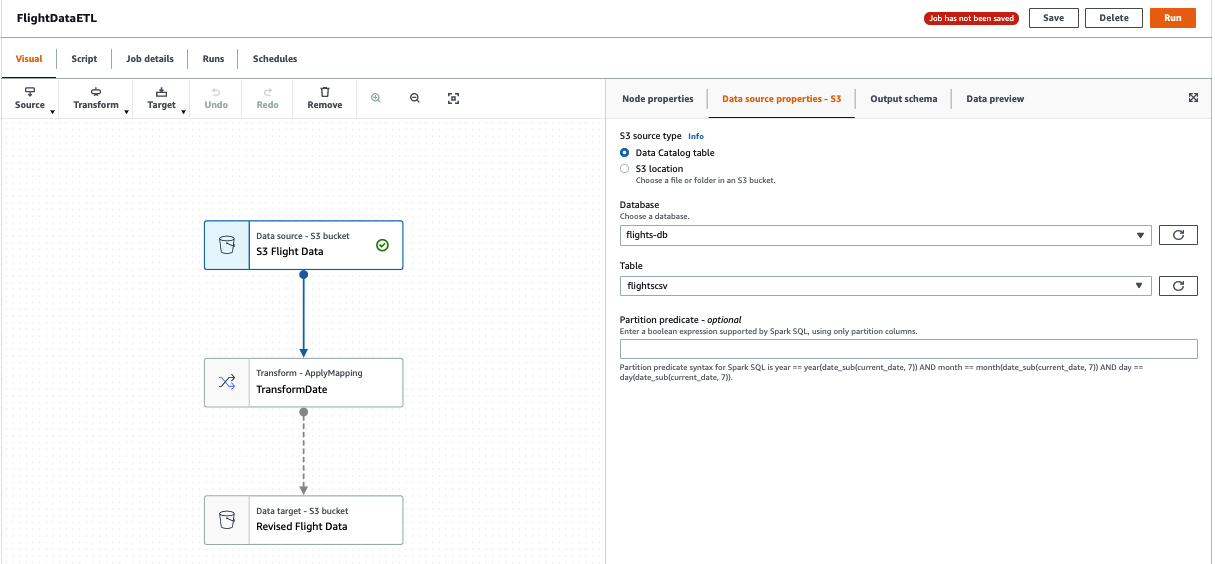 FlightDataETL
Job has not been saved
Save
Delete
Run
Visual
Script
Job details
Runs
Schedules
Source
Transform
Target
Undo
Redo
Remove
Node properties
Data source properties - S3
Output schema
Data preview
Data source - S3 bucket
S3 Flight Data
Transform - ApplyMapping
TransformDate
Data target - S3 bucket
Revised Flight Data
S3 source type Info
Data Catalog table
S3 location
Choose a file or folder in an S3 bucket.
Database
Choose a database.
flights-db
Table
flightscsv
Partition predicate - optional
Enter a boolean expression supported by Spark SQL, using only partition columns.
Partition predicate syntax for Spark SQL is year == year(date_sub(current_date, 7)) AND month == month(date_sub(current_date, 7)) AND day ==
day(date_sub(current_date, 7)).